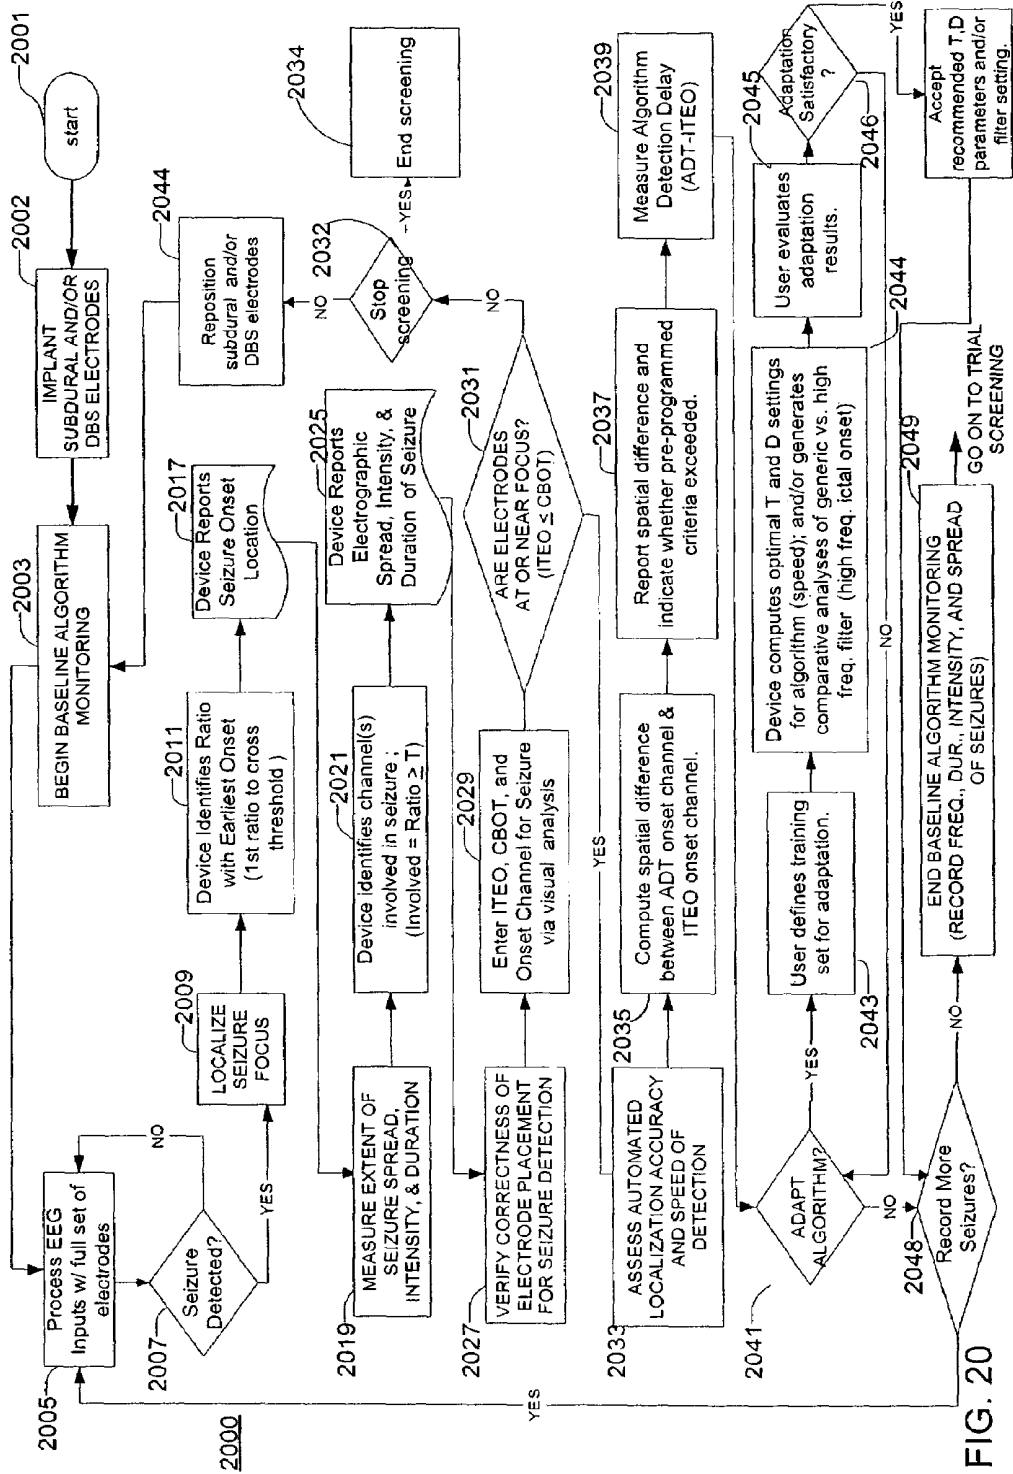 2001
start
2002
IMPLANT
SUBDURAL AND/OR
DBS ELECTRODES
2003
BEGIN BASELINE ALGORITHM
MONITORING
2005
Process EEG
Inputs w/ full set of
electrodes
NO
2007
Seizure
Detected?
YES
2009
LOCALIZE
SEIZURE
FOCUS
2011
Device Identifies Ratio
with Earliest Onset
(1st ratio to cross
threshold )
2017
Device Reports
Seizure Onset
Location
2044
Reposition
subdural and/or
DBS electrodes
NO
2032
Stop
screening
YES
2034
End screening
2019
MEASURE EXTENT OF
SEIZURE SPREAD,
INTENSITY, & DURATION
2021
Device identifies channel(s)
involved in seizure ;
(Involved = Ratio ≥ T)
2025
Device Reports
Electrographic
Spread, Intensity, &
Duration of Seizure
2027
VERIFY CORRECTNESS OF
ELECTRODE PLACEMENT
FOR SEIZURE DETECTION
2029
Enter ITEO, CBOT, and
Onset Channel for Seizure
via visual analysis
2031
ARE ELECTRODES
AT OR NEAR FOCUS?
(ITEO ≤ CBOT)
NO
YES
2033
ASSESS AUTOMATED
LOCALIZATION ACCURACY
AND SPEED OF
DETECTION
2035
Compute spatial difference
between ADT onset channel &
ITEO onset channel.
2037
Report spatial difference and
indicate whether pre-programmed
criteria exceeded.
2039
Measure Algorithm
Detection Delay
(ADT-ITEO)
2041
ADAPT
ALGORITHM?
YES
NO
2043
User defines training
set for adaptation.
2044
Device computes optimal T and D settings
for algorithm (speed); and/or generates
comparative analyses of generic vs. high
freq. filter (high freq. ictal onset)
2045
User evaluates
adaptation
results.
2046
Adaptation
Satisfactory
?
NO
YES
Accept
recommended T,D
parameters and/or
filter setting.
2048
Record More
Seizures?
YES
NO
2049
END BASELINE ALGORITHM MONITORING
(RECORD FREQ., DUR., INTENSITY, AND SPREAD
OF SEIZURES)
GO ON TO TRIAL
SCREENING
2000
FIG. 20